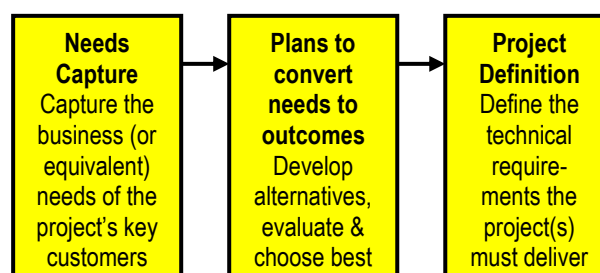 Needs
Capture
Capture the
business (or
equivalent)
needs of the
project's key
customers
Plans to
convert
needs to
outcomes
Develop
alternatives,
evaluate &
choose best
Project
Definition
Define the
technical
require-
ments the
project(s)
must deliver